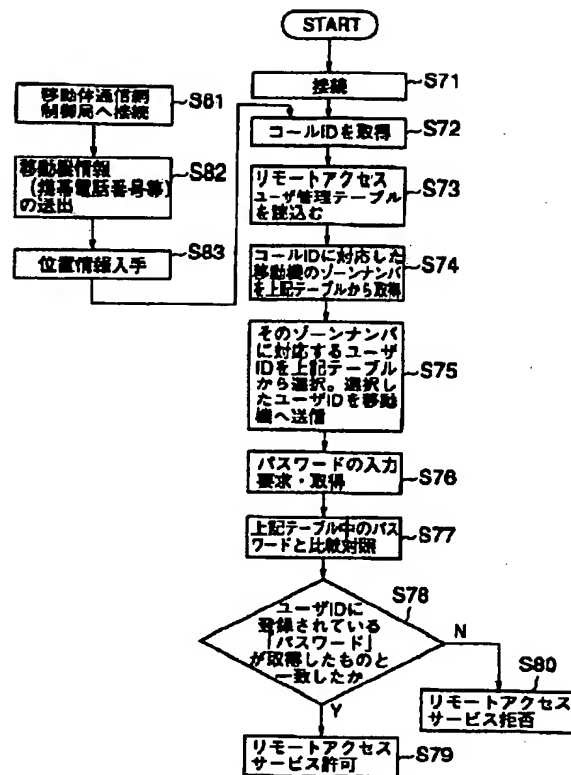 START
接続
S71
移動体通信網
制御局へ接続
S81
コールIDを取得
S72
移動機情報
(携帯電話番号等)
の送出
S82
リモートアクセス
ユーザ管理テーブル
を読込む
S73
位置情報入手
S83
コールIDに対応した
移動機のゾーンナンバ
を上記テーブルから取得
S74
そのゾーンナンバ
に対応するユーザ
IDを上記テーブル
から選択。選択し
たユーザIDを移動
機へ送信
S75
パスワードの入力
要求・取得
S76
上記テーブル中のパス
ワードと比較対照
S77
ユーザIDに
登録されている
「パスワード」
が取得したものと
一致したか
S78
N
S80
リモートアクセス
サービス拒否
Y
リモートアクセス
サービス許可
S79